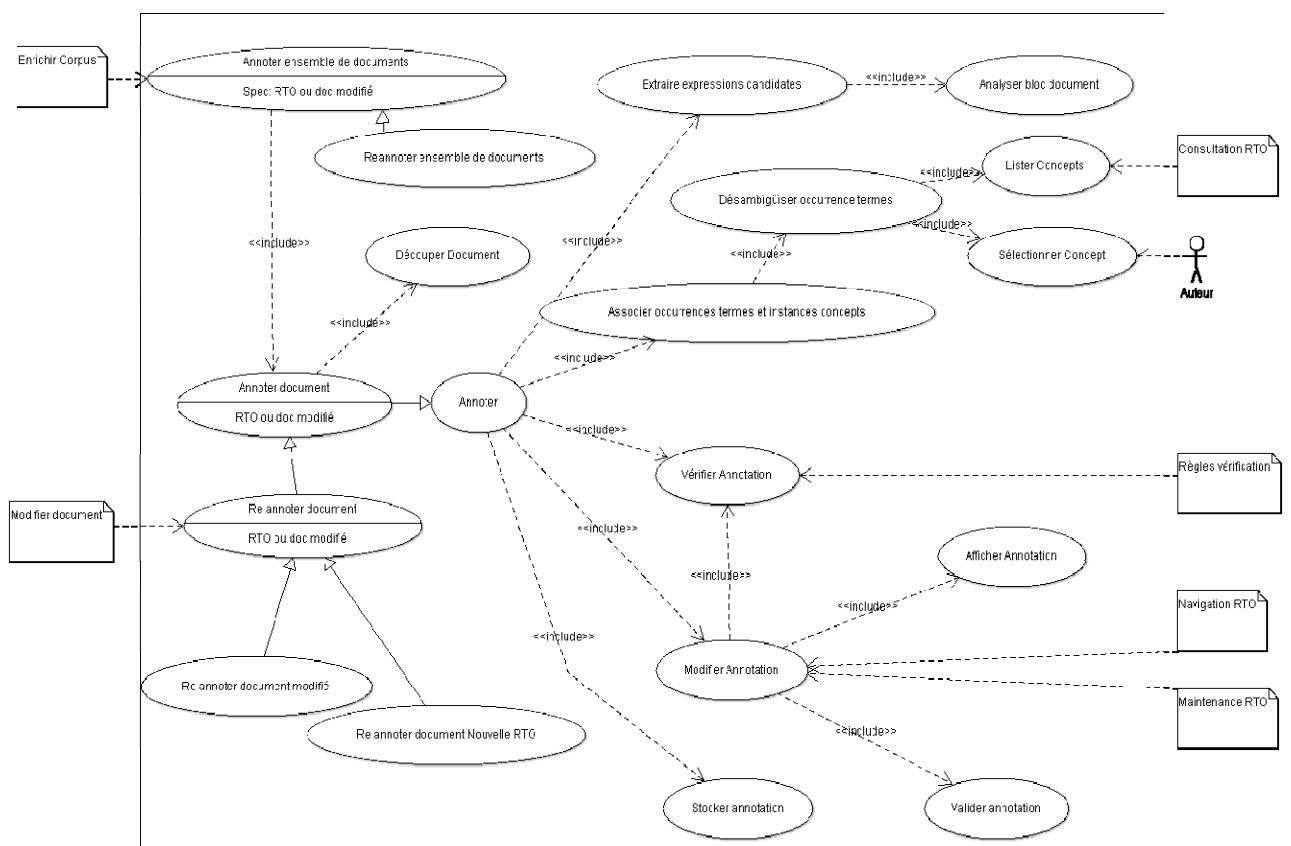 Enrichir Corpus
Annoter ensemble de documents
Spec: RTO ou doc modifié
Reannoter ensemble de documents
Extraire expressions candidates
<<include>>
Analyser bloc document
Consultation RTO
Lister Concepts
<<include>>
Désambigüiser occurrence termes
<<include>>
Sélectionner Concept
Auteur
<<include>>
<<include>>
<<include>>
Découper Document
Associer occurrences termes et instances concepts
<<include>>
<<include>>
Annoter document
RTO ou doc modifié
Annoter
<<include>>
Vérifier Annotation
Règles vérification
Modifier document
Re annoter document
RTO ou doc modifié
<<include>>
Afficher Annotation
<<include>>
<<include>>
Navigation RTO
<<include>>
Modifier Annotation
Maintenance RTO
Re annoter document modifié
Re annoter document Nouvelle RTO
<<include>>
Stocker annotation
Valider annotation